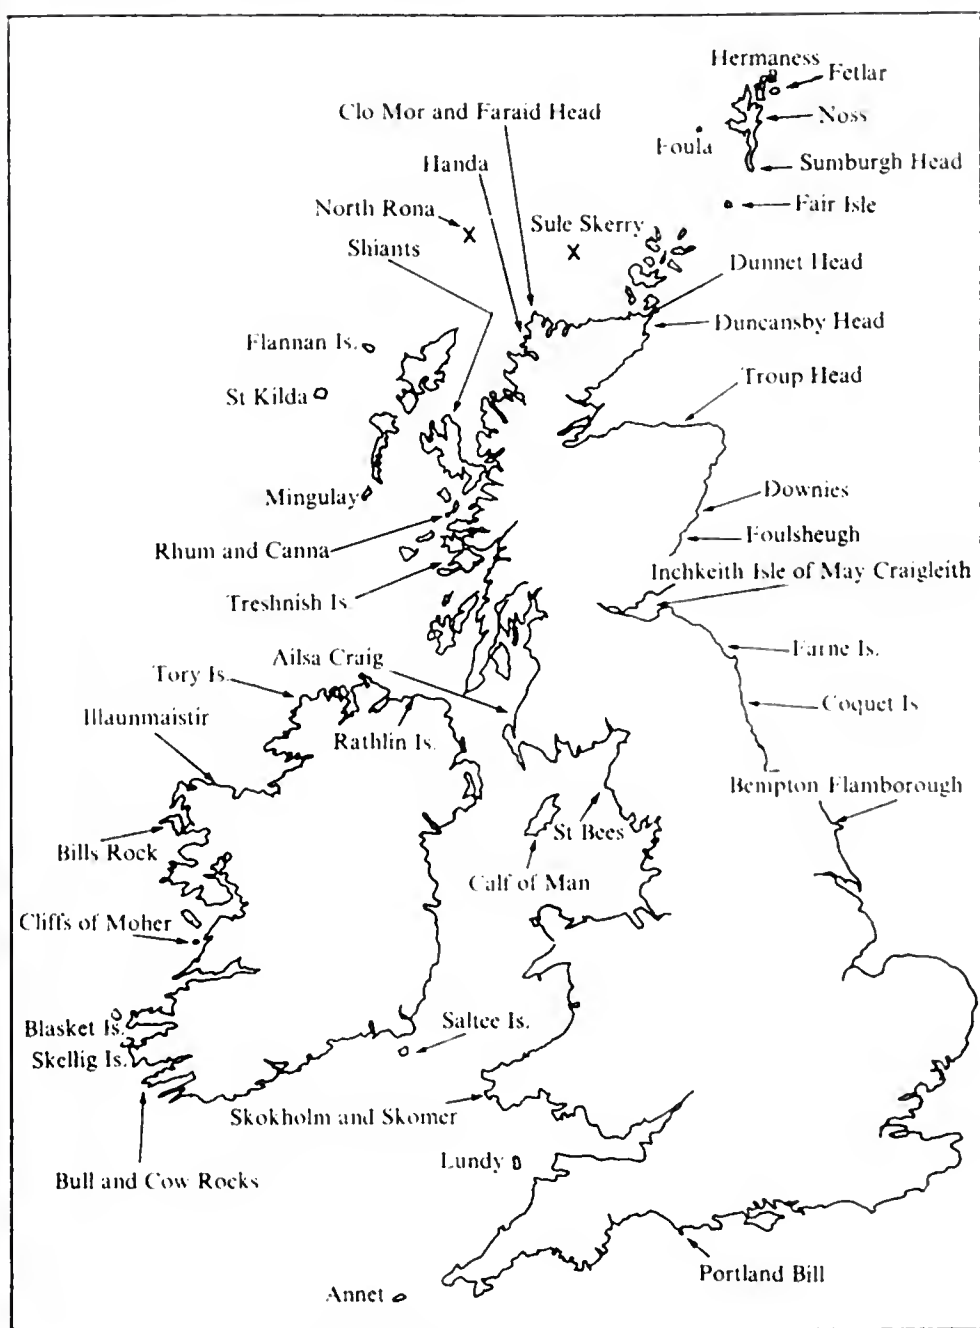 Hermaness
Fetlar
Clo Mor and Faraid Head
Noss
Foula
Handa
Sumburgh Head
North Rona
Fair Isle
Sule Skerry
Shiants
Dunnet Head
Duncansby Head
Flannan Is.
Troup Head
St Kilda
Mingulay
Downies
Rhum and Canna
Foulsheugh
Inchkeith Isle of May Craigleith
Treshnish Is.
Farne Is.
Ailsa Craig
Tory Is.
Coquet Is
Illaunmaistir
Rathlin Is.
Bempton Flamborough
St Bees
Bills Rock
Calf of Man
Cliffs of Moher
Saltee Is.
Blasket Is.
Skellig Is.
Skokholm and Skomer
Lundy
Bull and Cow Rocks
Portland Bill
Annet